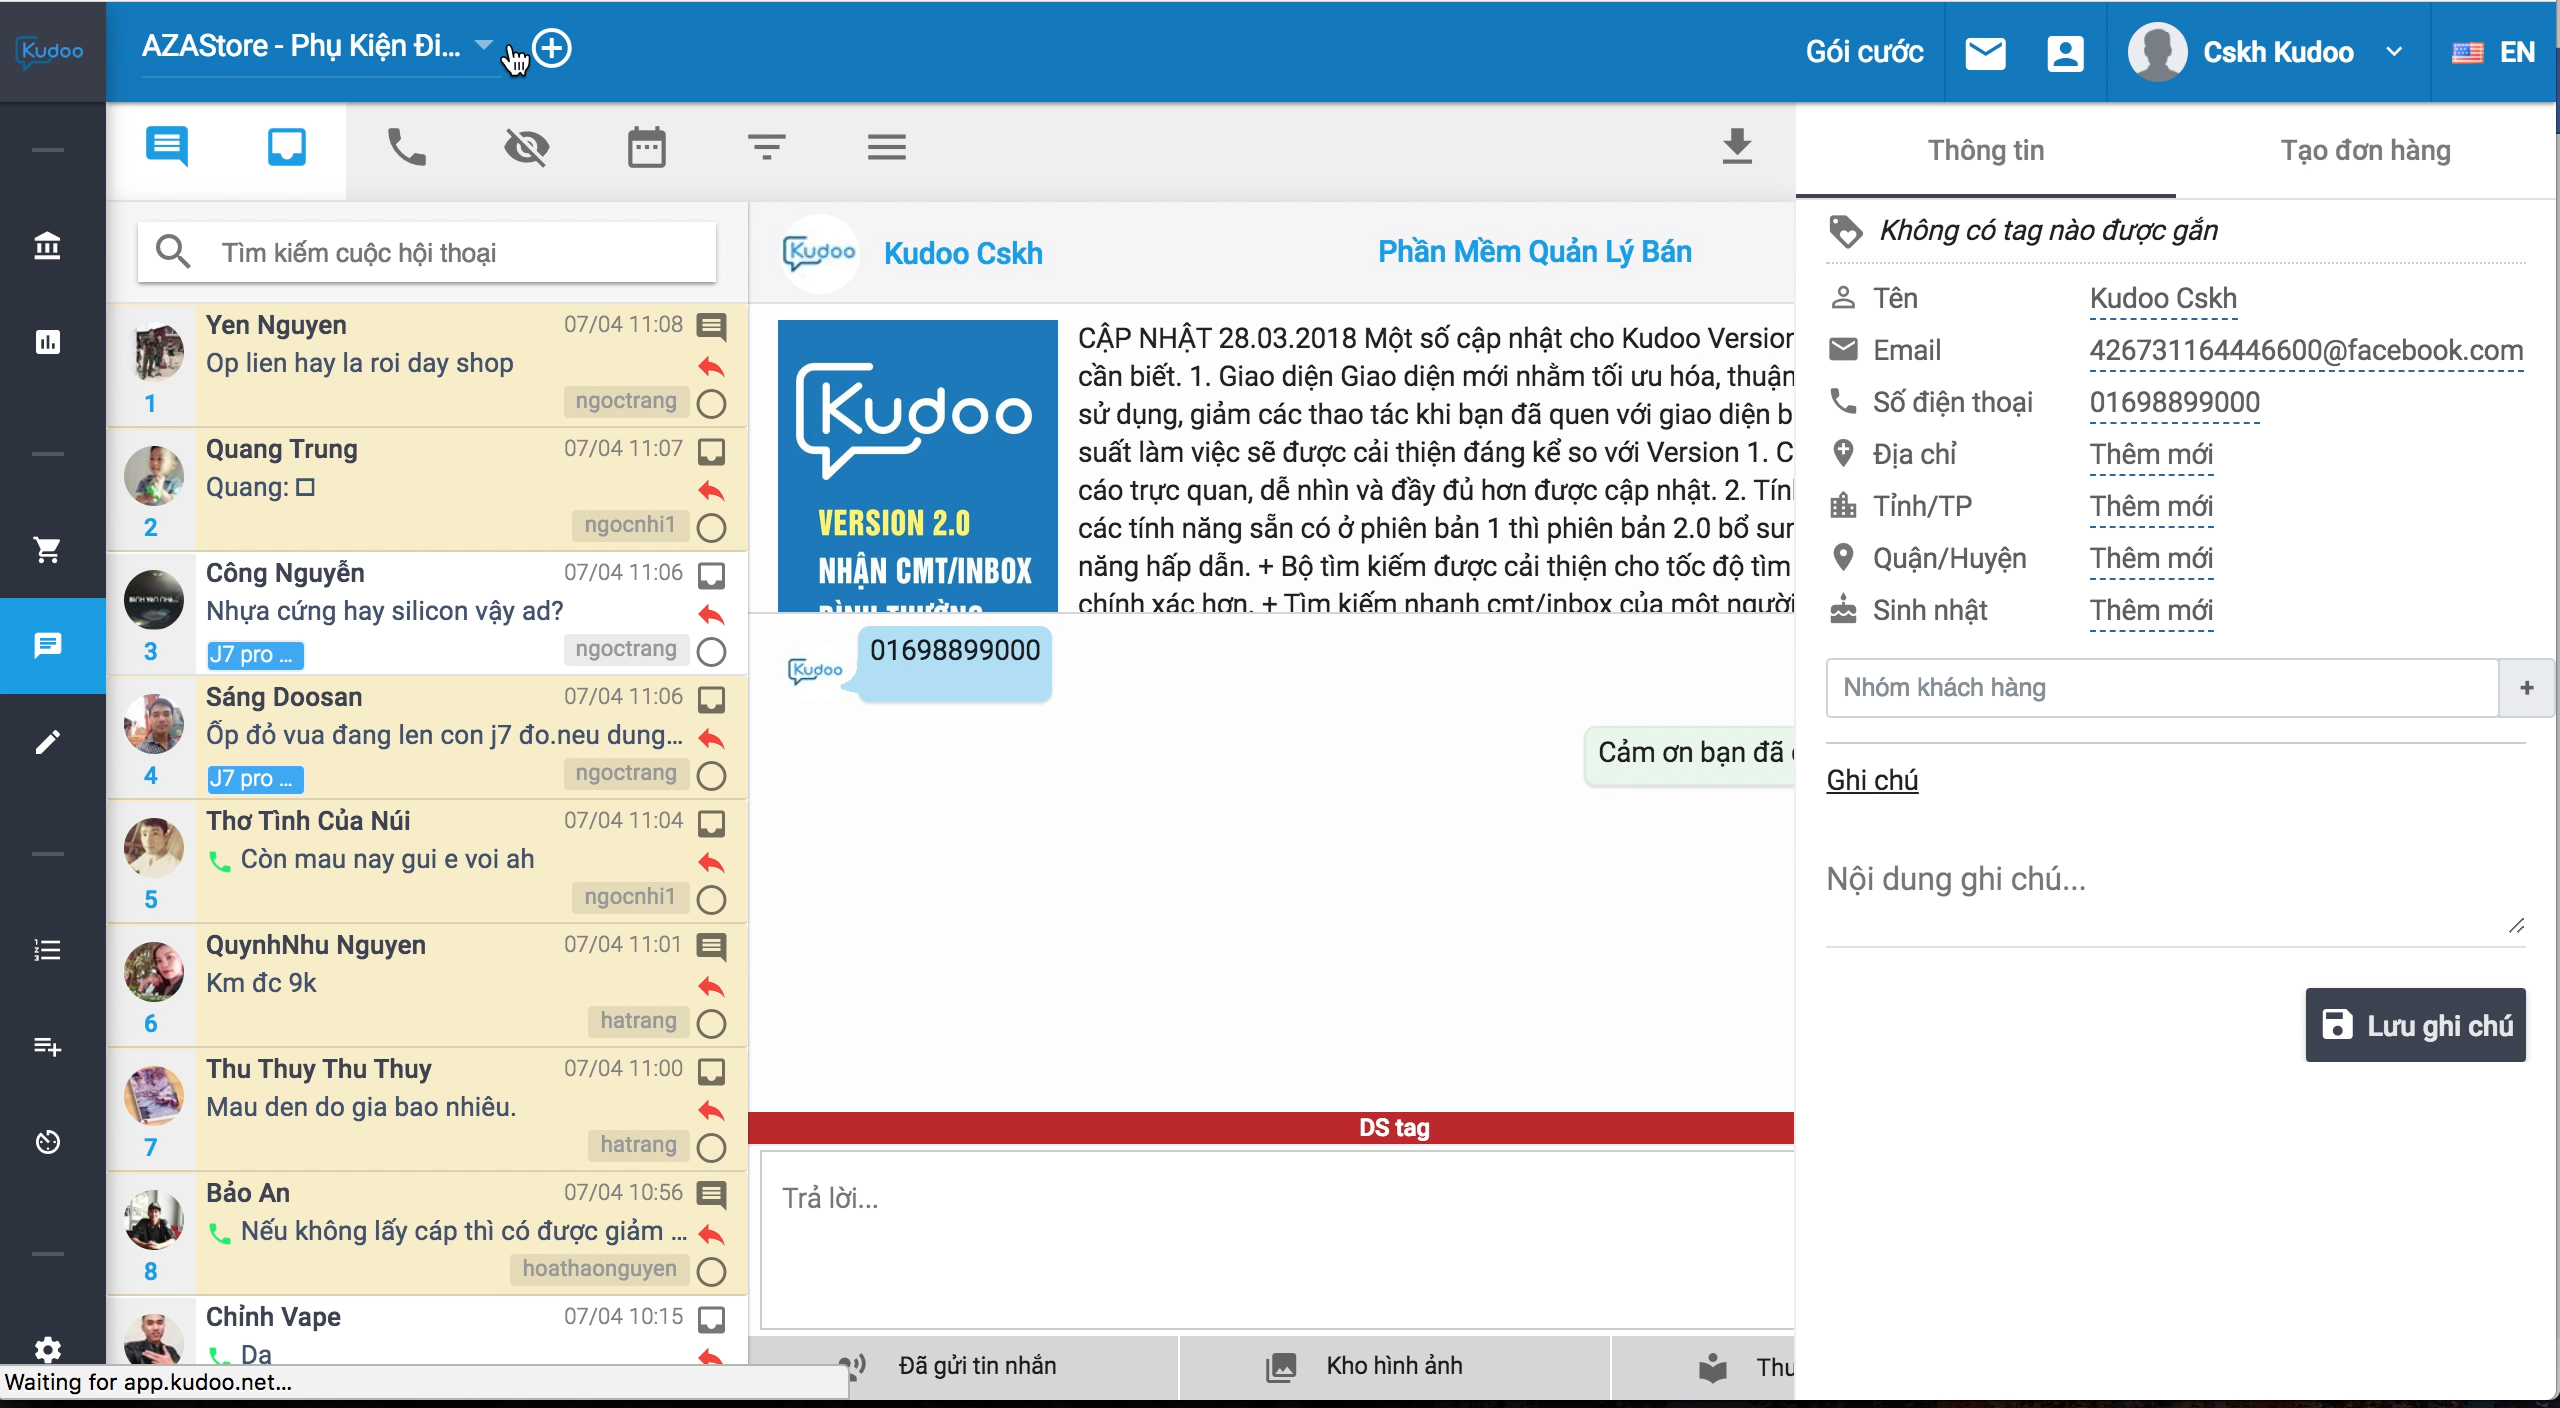 Kudoo
AZAStore - Phụ Kiện Đi...
Gói cước
Cskh Kudoo
EN
Thông tin
Tạo đơn hàng
Tìm kiếm cuộc hội thoại
Yen Nguyen
07/04 11:08
Op lien hay la roi day shop
1
ngoctrang
Quang Trung
07/04 11:07
Quang: □
2
ngocnhi1
Công Nguyễn
07/04 11:06
Nhựa cứng hay silicon vậy ad?
3
J7 pro ...
ngoctrang
Sáng Doosan
07/04 11:06
Ốp đỏ vua đang len con j7 đo.neu dung...
4
J7 pro ...
ngoctrang
Thơ Tình Của Núi
07/04 11:04
Còn mau nay gui e voi ah
5
ngocnhi1
QuynhNhu Nguyen
07/04 11:01
Km đc 9k
6
hatrang
Thu Thuy Thu Thuy
07/04 11:00
Mau den do gia bao nhiêu.
7
hatrang
Bảo An
07/04 10:56
Nếu không lấy cáp thì có được giảm ...
8
hoathaonguyen
Chỉnh Vape
07/04 10:15
Da
Waiting for app.kudoo.net...
Kudoo
Kudoo Cskh
Phần Mềm Quản Lý Bán
Kudoo
VERSION 2.0
NHẬN CMT/INBOX
BÌNH THƯỜNG
CẬP NHẬT 28.03.2018 Một số cập nhật cho Kudoo Version
cần biết. 1. Giao diện Giao diện mới nhằm tối ưu hóa, thuận
sử dụng, giảm các thao tác khi bạn đã quen với giao diện b
suất làm việc sẽ được cải thiện đáng kể so với Version 1. C
cáo trực quan, dễ nhìn và đầy đủ hơn được cập nhật. 2. Tín
các tính năng sẵn có ở phiên bản 1 thì phiên bản 2.0 bổ sun
năng hấp dẫn. + Bộ tìm kiếm được cải thiện cho tốc độ tìm
chính xác hơn. + Tìm kiếm nhanh cmt/inbox của một người
Kudoo
01698899000
Cảm ơn bạn đã
DS tag
Trả lời...
Đã gửi tin nhắn
Kho hình ảnh
Thu
Không có tag nào được gắn
Tên
Kudoo Cskh
Email
426731164446600@facebook.com
Số điện thoại
01698899000
Địa chỉ
Thêm mới
Tỉnh/TP
Thêm mới
Quận/Huyện
Thêm mới
Sinh nhật
Thêm mới
Nhóm khách hàng
+
Ghi chú
Nội dung ghi chú...
Lưu ghi chú